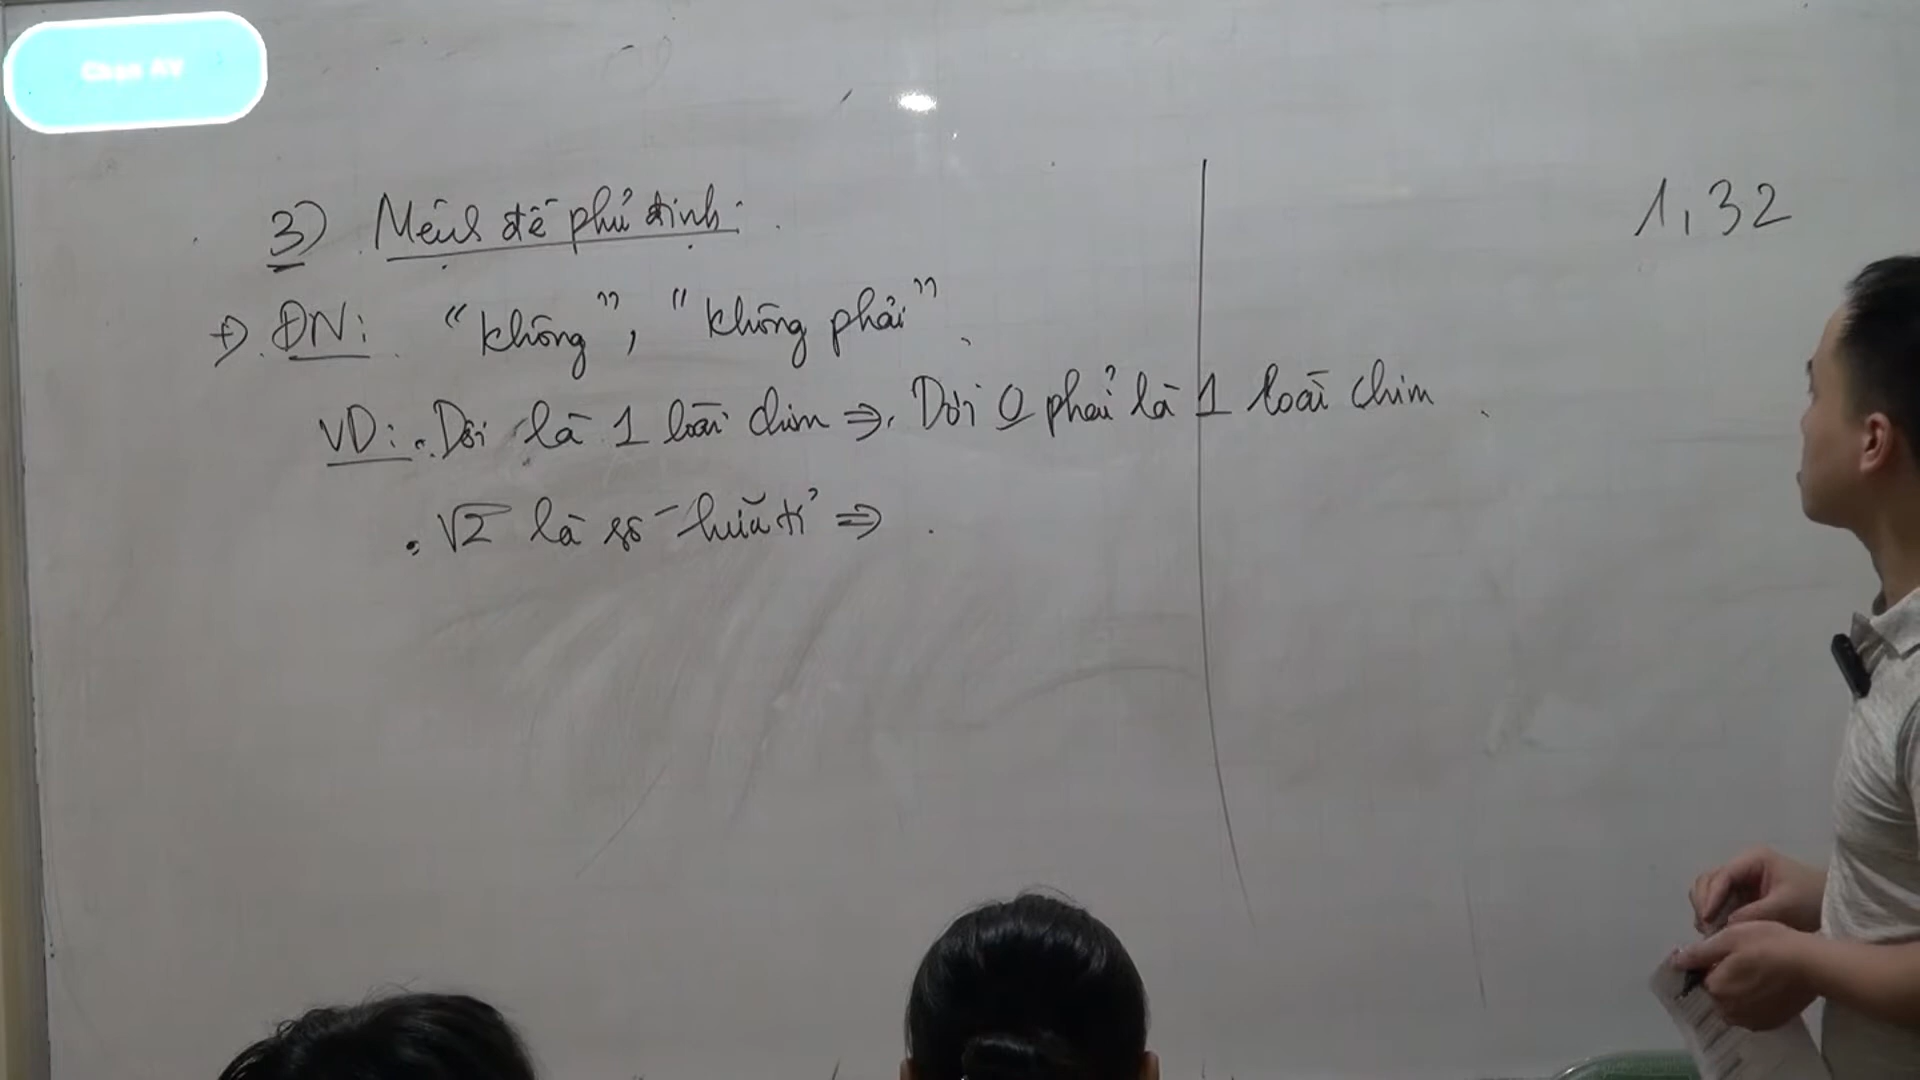 3) Mệnh đề phủ định:
+) ĐN: "không", "không phải".
VD: • Dơi là 1 loài chim => • Dơi 0 phải là 1 loài chim
• √2 là số hữu tỉ =>
1,32